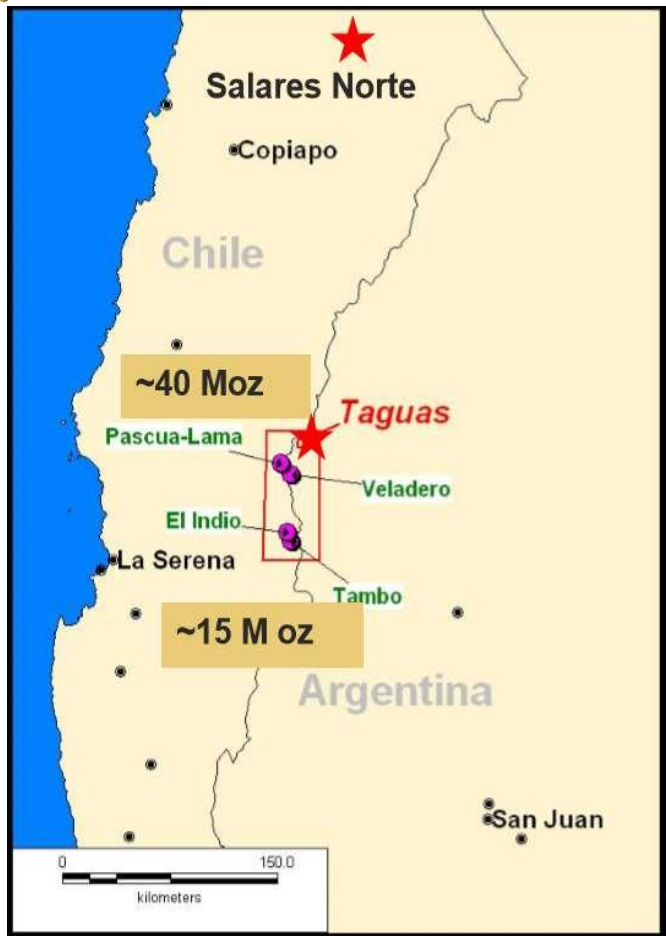 Salares Norte
Copiapo
Chile
~40 Moz
Taguas
Pascua-Lama
Veladero
El Indio
La Serena
Tambo
~15 M oz
Argentina
San Juan
0 150.0
kilometers